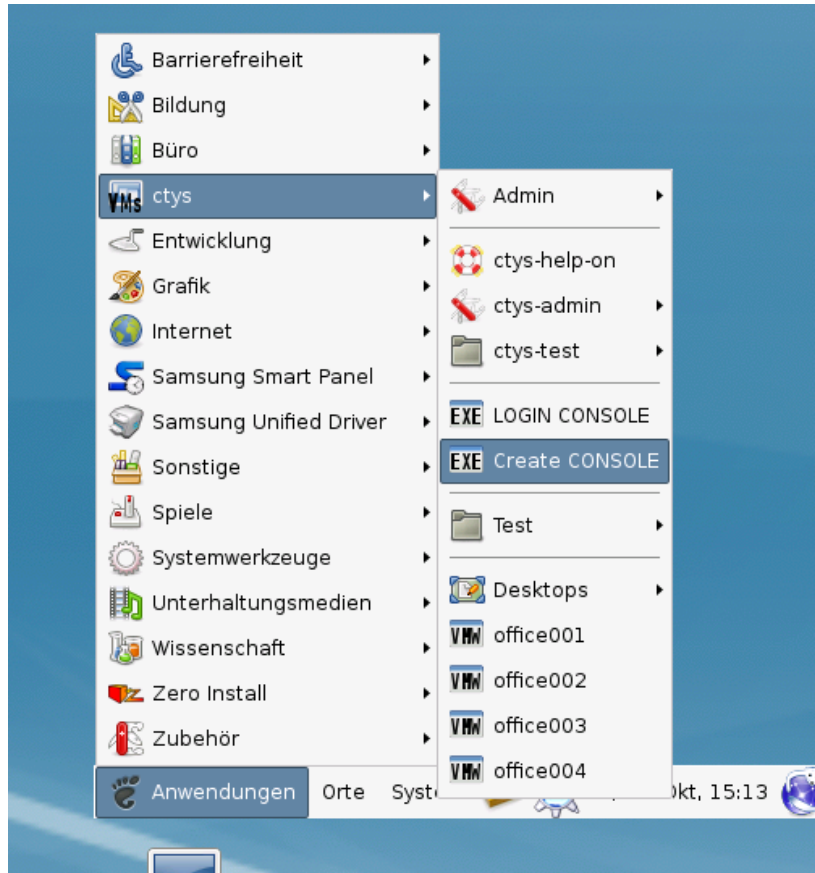 Barrierefreiheit
Bildung
Büro
VMs ctys
Entwicklung
Grafik
Internet
Samsung Smart Panel
Samsung Unified Driver
Sonstige
Spiele
Systemwerkzeuge
Unterhaltungsmedien
Wissenschaft
Zero Install
Zubehör
Admin
ctys-help-on
ctys-admin
ctys-test
EXE LOGIN CONSOLE
EXE Create CONSOLE
Test
Desktops
VMW office001
VMW office002
VMW office003
VMW office004
Anwendungen Orte 15:13